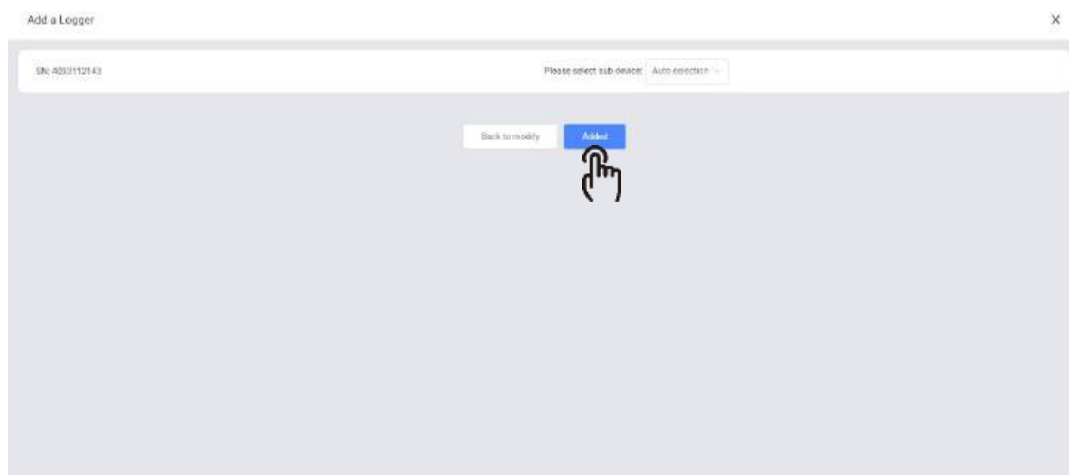 Add a Logger
X
SN: 4033112143 Please select sub device: Auto selection
Back to modify Added